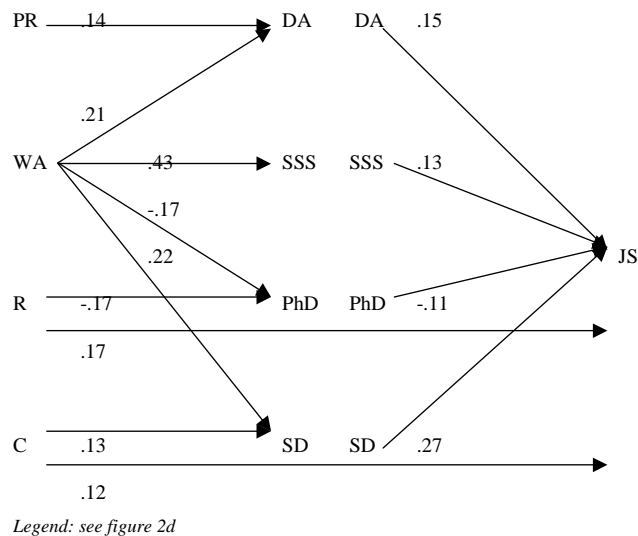 PR .14 DA DA .15
.21
WA .43 SSS SSS .13
-.17
.22
JS
R -.17 PhD PhD -.11
.17
C .13 SD SD .27
.12
Legend: see figure 2d